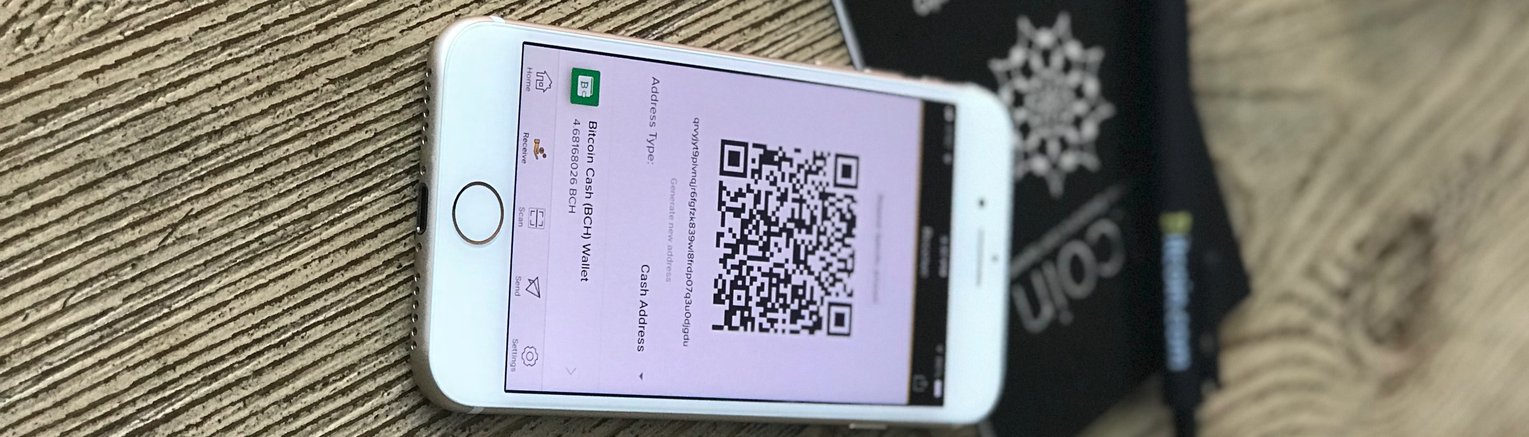 qrvyjyt9plvnqjr6fgfzk839wl8frdp07q3u0djgdu
Generate new address
Address Type:
Cash Address
Bitcoin Cash (BCH) Wallet
4.68168026 BCH
Home
Receive
Scan
Send
Settings
coin